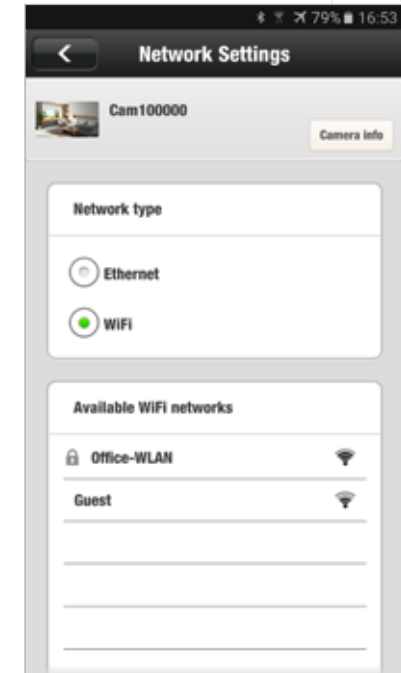 79% 16:53
Network Settings
Cam100000
Camera info
Network type
Ethernet
WiFi
Available WiFi networks
Office-WLAN
Guest